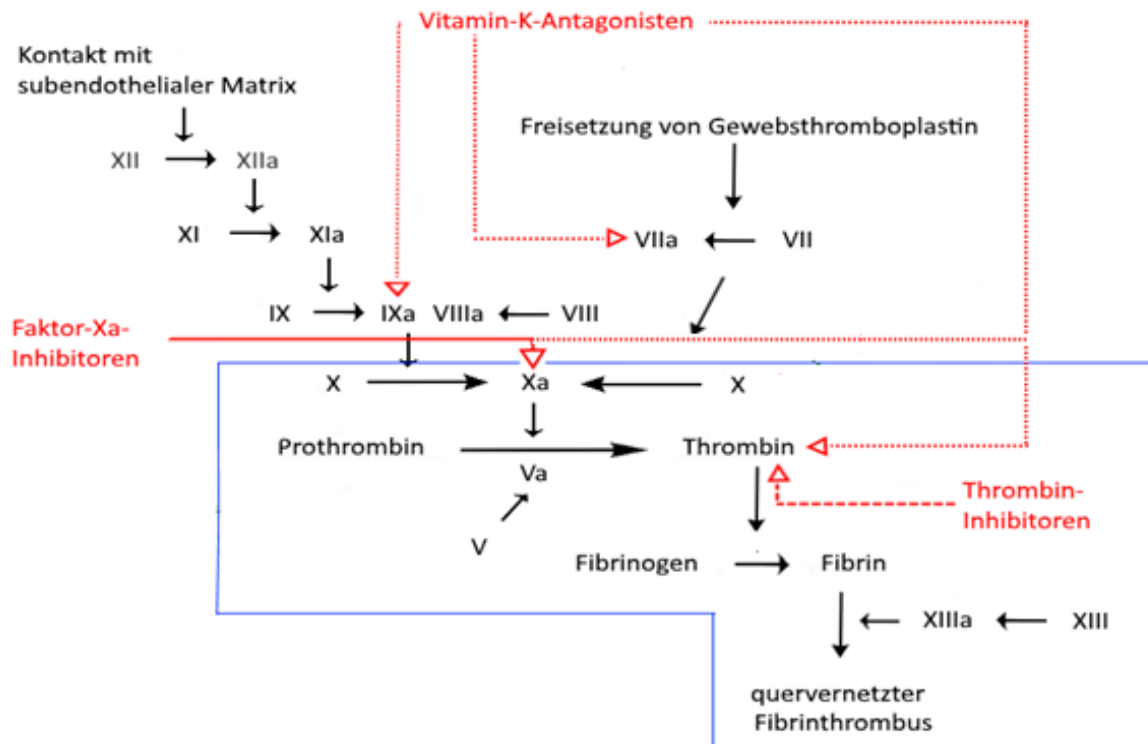 Vitamin-K-Antagonisten
Kontakt mit
subendothelialer Matrix
Freisetzung von Gewebsthromboplastin
XII XIIa
XI XIa VIIa VII
IX IXa VIIIa VIII
Faktor-Xa-
Inhibitoren
X Xa X
Prothrombin Thrombin
Va
Thrombin-
Inhibitoren
V
Fibrinogen Fibrin
XIIIa XIII
quervernetzter
Fibrinthrombus